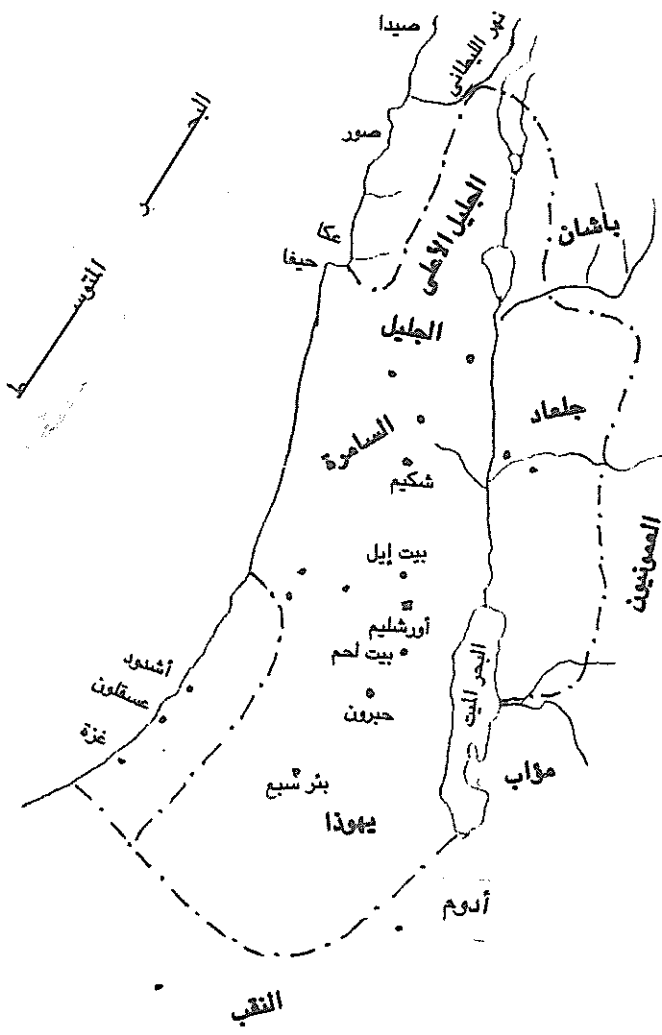 صيدا
نهر الليطاني
صور
البحر
المتوسط
عكا
حيفا
الجليل الأعلى
باشان
الجليل
جلعاد
السامرة
شكيم
العمونيون
بيت إيل
أورشليم
بيت لحم
البحر الميت
أشدود
عسقلون
غزة
حبرون
مؤاب
بئر سبع
يهوذا
أدوم
النقب